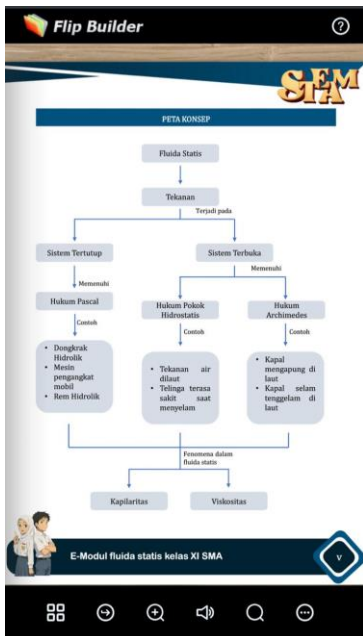 Flip Builder
STEM
STA
PETA KONSEP
Fluida Statis
Tekanan
Terjadi pada
Sistem Tertutup
Sistem Terbuka
Memenuhi
Memenuhi
Hukum Pascal
Hukum Pokok
Hidrostatis
Hukum
Archimedes
Contoh
Contoh
Contoh
• Dongkrak
Hidrolik
• Mesin
pengangkat
mobil
• Rem Hidrolik
• Tekanan air
dilaut
• Telinga terasa
sakit saat
menyelam
• Kapal
mengapung di
laut
• Kapal selam
tenggelam di
laut
Fenomena dalam
fluida statis
Kapilaritas
Viskositas
E-Modul fluida statis kelas XI SMA
v